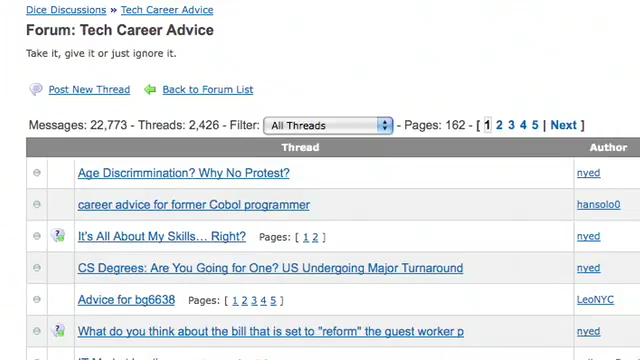 Dice Discussions » Tech Career Advice
Forum: Tech Career Advice
Take it, give it or just ignore it.
Post New Thread Back to Forum List
Messages: 22,773 - Threads: 2,426 - Filter: All Threads - Pages: 162 - [ 1 2 3 4 5 | Next ]
Thread Author
Age Discrimmination? Why No Protest? nyed
career advice for former Cobol programmer hansolo0
It's All About My Skills... Right? Pages: [ 1 2 ] nyed
CS Degrees: Are You Going for One? US Undergoing Major Turnaround nyed
Advice for bg6638 Pages: [ 1 2 3 4 5 ] LeoNYC
What do you think about the bill that is set to "reform" the guest worker p nyed